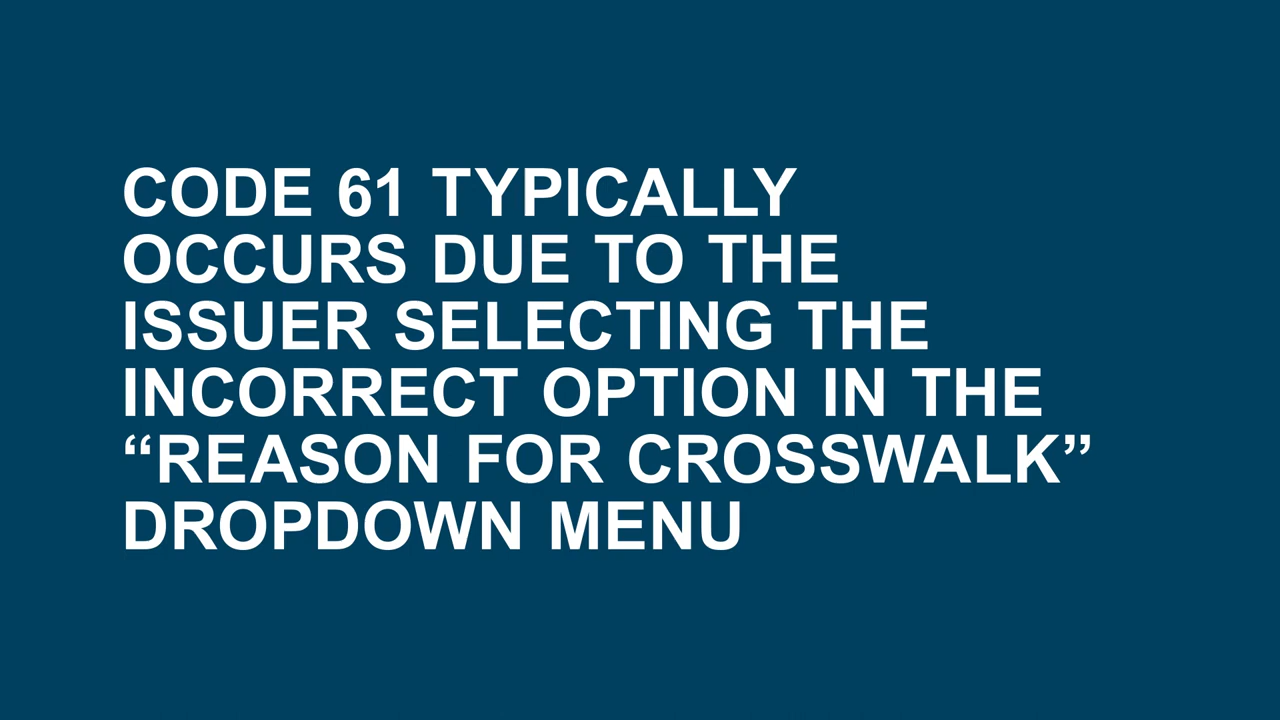 CODE 61 TYPICALLY
OCCURS DUE TO THE
ISSUER SELECTING THE
INCORRECT OPTION IN THE
“REASON FOR CROSSWALK”
DROPDOWN MENU